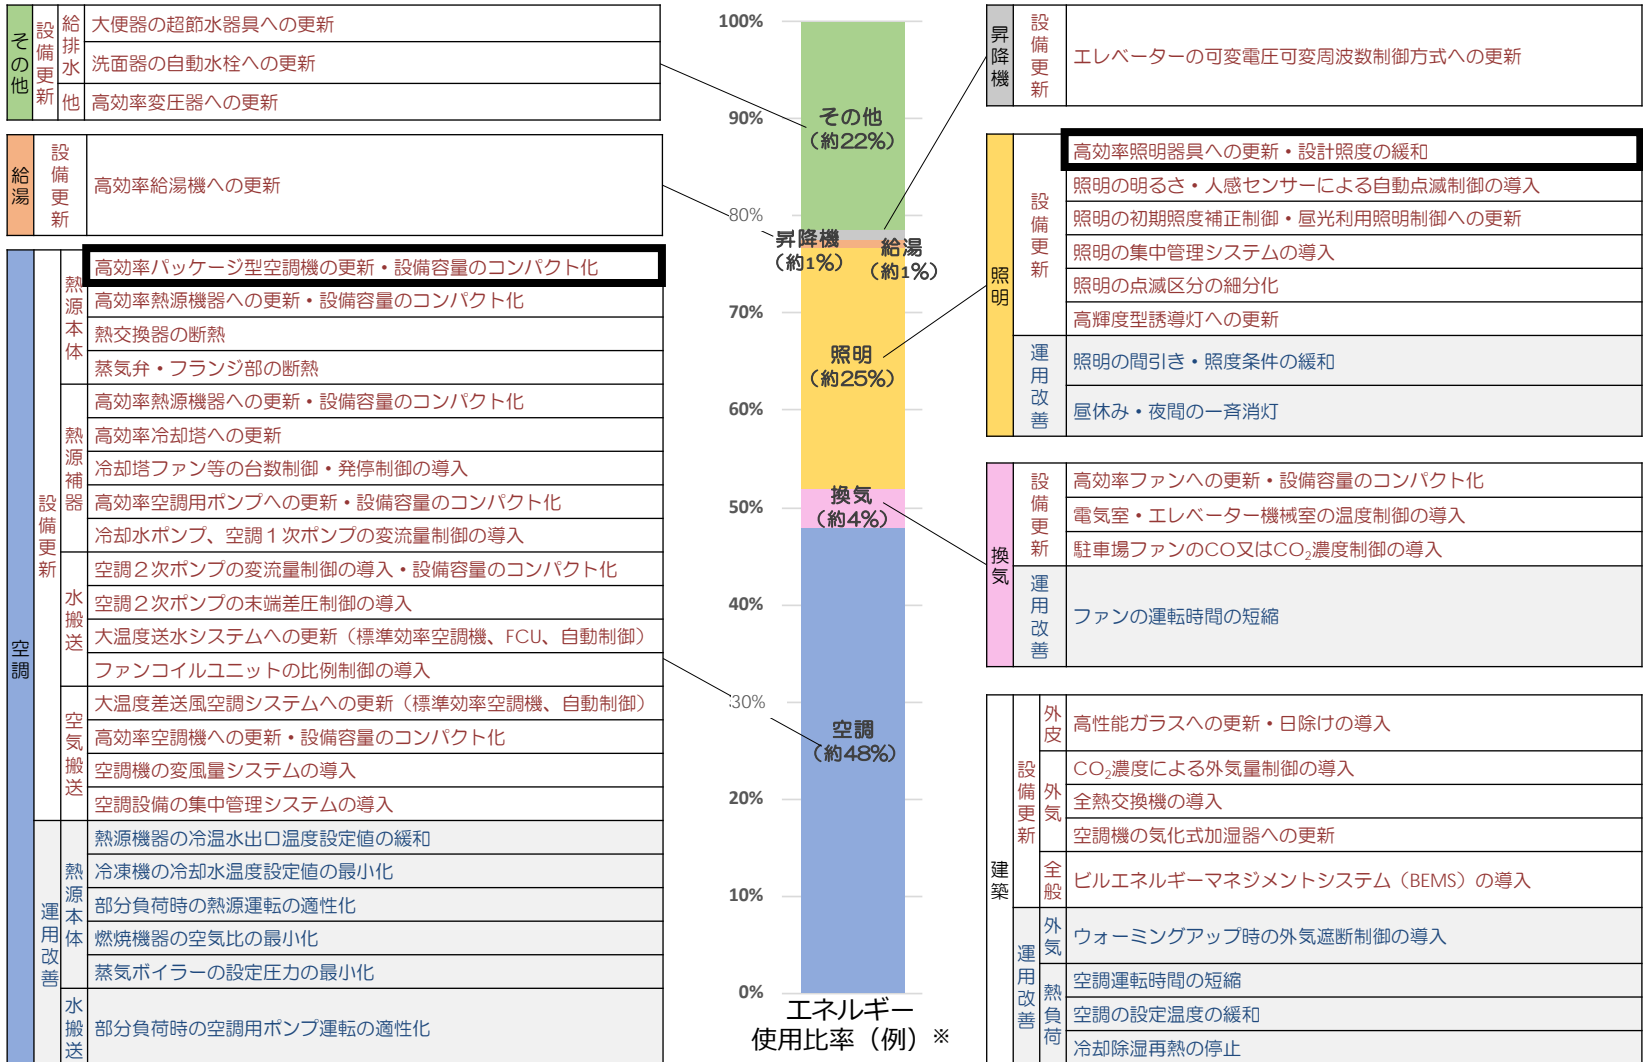 その他
設備更新
給排水
大便器の超節水器具への更新
洗面器の自動水栓への更新
他
高効率変圧器への更新
給湯
設備更新
高効率給湯機への更新
空調
設備更新
熱源本体
高効率パッケージ型空調機の更新・設備容量のコンパクト化
高効率熱源機器への更新・設備容量のコンパクト化
熱交換器の断熱
蒸気弁・フランジ部の断熱
熱源補器
高効率熱源機器への更新・設備容量のコンパクト化
高効率冷却塔への更新
冷却塔ファン等の台数制御・発停制御の導入
高効率空調用ポンプへの更新・設備容量のコンパクト化
冷却水ポンプ、空調１次ポンプの変流量制御の導入
水搬送
空調２次ポンプの変流量制御の導入・設備容量のコンパクト化
空調２次ポンプの末端差圧制御の導入
大温度送水システムへの更新（標準効率空調機、FCU、自動制御）
ファンコイルユニットの比例制御の導入
空気搬送
大温度差送風空調システムへの更新（標準効率空調機、自動制御）
高効率空調機への更新・設備容量のコンパクト化
空調機の変風量システムの導入
空調設備の集中管理システムの導入
運用改善
熱源本体
熱源機器の冷温水出口温度設定値の緩和
冷凍機の冷却水温度設定値の最小化
部分負荷時の熱源運転の適性化
燃焼機器の空気比の最小化
蒸気ボイラーの設定圧力の最小化
水搬送
部分負荷時の空調用ポンプ運転の適性化
100%
90%
80%
70%
60%
50%
40%
30%
20%
10%
0%
その他
（約22%）
昇降機
（約1%）
給湯
（約1%）
照明
（約25%）
換気
（約4%）
空調
（約48%）
エネルギー
使用比率（例）※
昇降機
設備更新
エレベーターの可変電圧可変周波数制御方式への更新
照明
設備更新
高効率照明器具への更新・設計照度の緩和
照明の明るさ・人感センサーによる自動点滅制御の導入
照明の初期照度補正制御・昼光利用照明制御への更新
照明の集中管理システムの導入
照明の点滅区分の細分化
高輝度型誘導灯への更新
運用改善
照明の間引き・照度条件の緩和
昼休み・夜間の一斉消灯
換気
設備更新
高効率ファンへの更新・設備容量のコンパクト化
電気室・エレベーター機械室の温度制御の導入
駐車場ファンのCO又はCO₂濃度制御の導入
運用改善
ファンの運転時間の短縮
建築
設備更新
外皮
高性能ガラスへの更新・日除けの導入
外気
CO₂濃度による外気量制御の導入
全熱交換機の導入
空調機の気化式加湿器への更新
全般
ビルエネルギーマネジメントシステム（BEMS）の導入
運用改善
外気
ウォーミングアップ時の外気遮断制御の導入
熱負荷
空調運転時間の短縮
空調の設定温度の緩和
冷却除湿再熱の停止